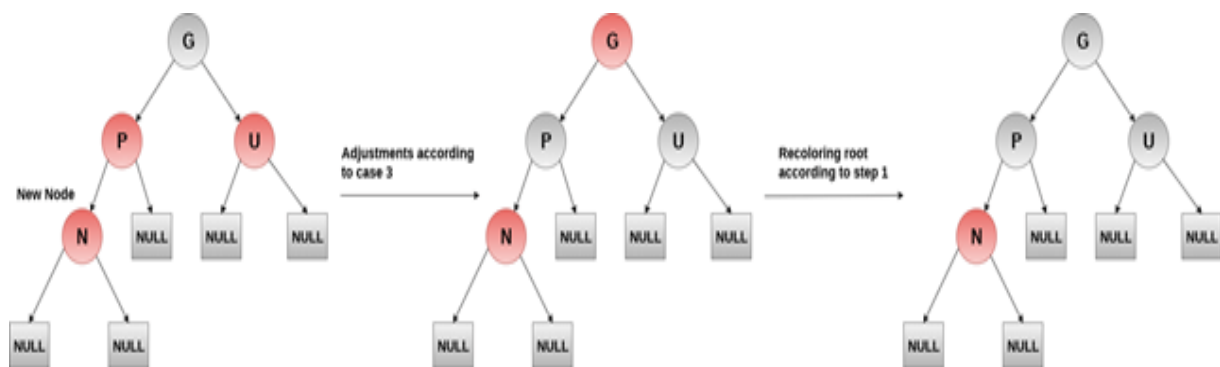 G
P
U
New Node
N
NULL
NULL
NULL
NULL
NULL
Adjustments according
to case 3
G
P
U
N
NULL
NULL
NULL
NULL
NULL
Recoloring root
according to step 1
G
P
U
N
NULL
NULL
NULL
NULL
NULL